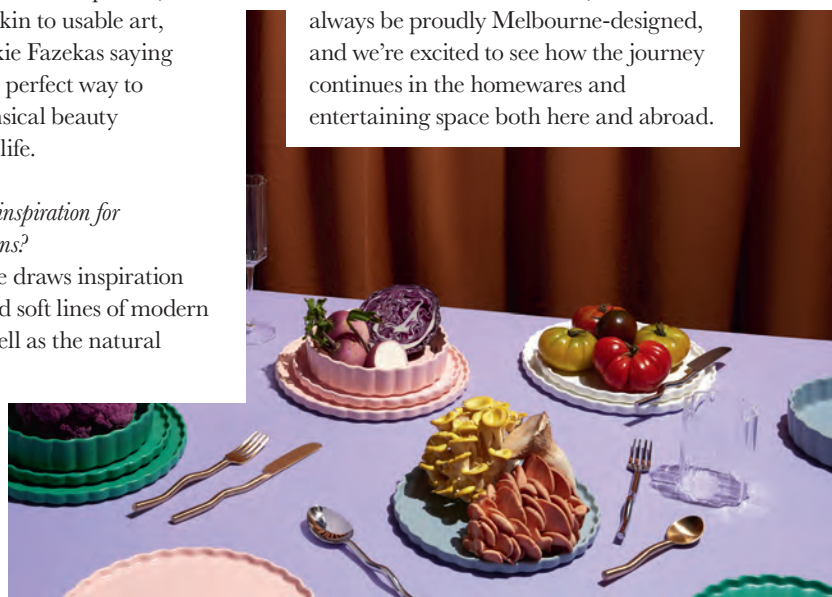 kin to usable art,
kie Fazekas saying
perfect way to
sical beauty
life.
inspiration for
ns?
e draws inspiration
d soft lines of modern
ell as the natural
always be proudly Melbourne-designed,
and we’re excited to see how the journey
continues in the homewares and
entertaining space both here and abroad.